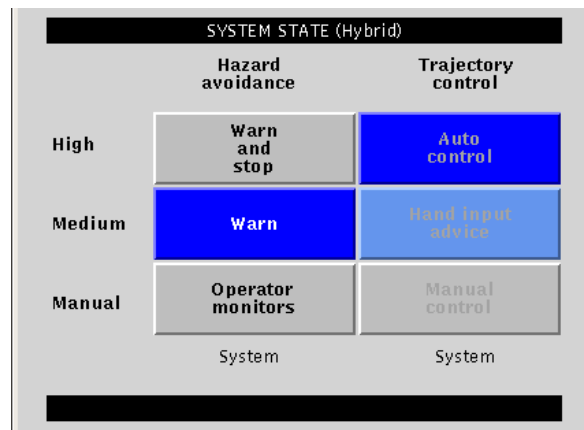 SYSTEM STATE (Hybrid)
Hazard avoidance
Trajectory control
High
Warn and stop
Auto control
Medium
Warn
Hand input advice
Manual
Operator monitors
Manual control
System
System